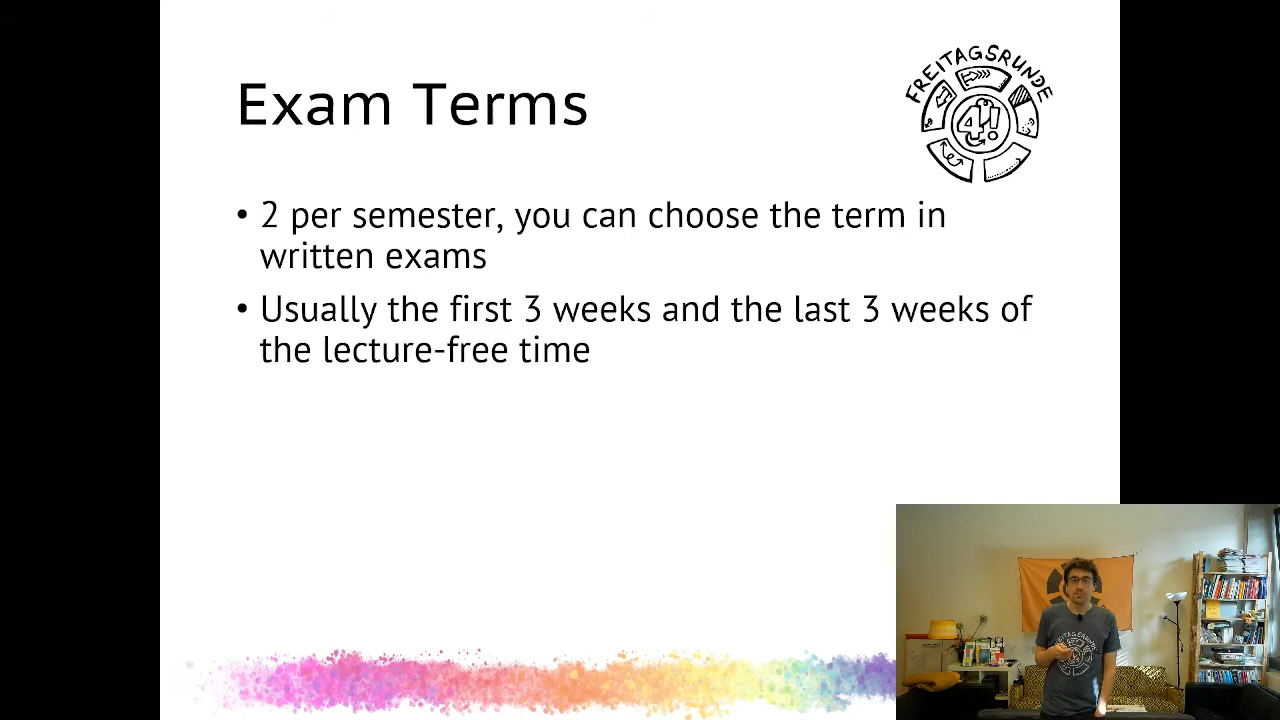 FREITAGSRUNDE
4!
Exam Terms
• 2 per semester, you can choose the term in
written exams
• Usually the first 3 weeks and the last 3 weeks of
the lecture-free time
FREITAGSRUNDE